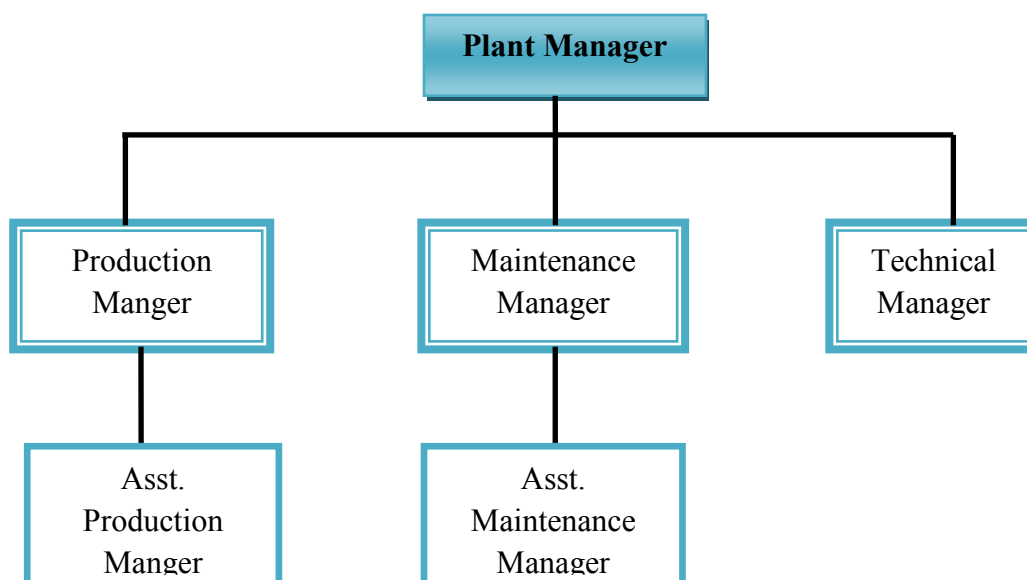 Plant Manager
Production
Manger
Maintenance
Manager
Technical
Manager
Asst.
Production
Manger
Asst.
Maintenance
Manager